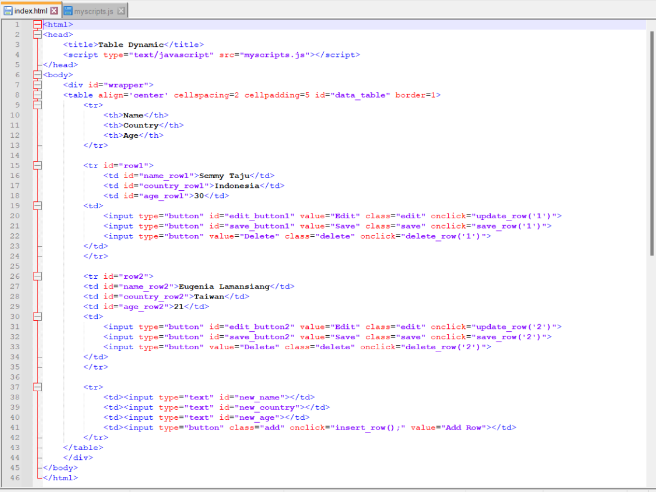 index.html myscripts.js
1 <html>
2 <head>
3 <title>Table Dynamic</title>
4 <script type="text/javascript" src="myscripts.js"></script>
5 </head>
6 <body>
7 <div id="wrapper">
8 <table align='center' cellspacing=2 cellpadding=5 id="data_table" border=1>
9 <tr>
10 <th>Name</th>
11 <th>Country</th>
12 <th>Age</th>
13 </tr>
14
15 <tr id="row1">
16 <td id="name_row1">Semmy Taju</td>
17 <td id="country_row1">Indonesia</td>
18 <td id="age_row1">30</td>
19 <td>
20 <input type="button" id="edit_button1" value="Edit" class="edit" onclick="update_row('1')">
21 <input type="button" id="save_button1" value="Save" class="save" onclick="save_row('1')">
22 <input type="button" value="Delete" class="delete" onclick="delete_row('1')">
23 </td>
24 </tr>
25
26 <tr id="row2">
27 <td id="name_row2">Eugenia Lamansiang</td>
28 <td id="country_row2">Taiwan</td>
29 <td id="age_row2">21</td>
30 <td>
31 <input type="button" id="edit_button2" value="Edit" class="edit" onclick="update_row('2')">
32 <input type="button" id="save_button2" value="Save" class="save" onclick="save_row('2')">
33 <input type="button" value="Delete" class="delete" onclick="delete_row('2')">
34 </td>
35 </tr>
36
37 <tr>
38 <td><input type="text" id="new_name"></td>
39 <td><input type="text" id="new_country"></td>
40 <td><input type="text" id="new_age"></td>
41 <td><input type="button" class="add" onclick="insert_row();" value="Add Row"></td>
42 </tr>
43 </table>
44 </div>
45 </body>
46 </html>